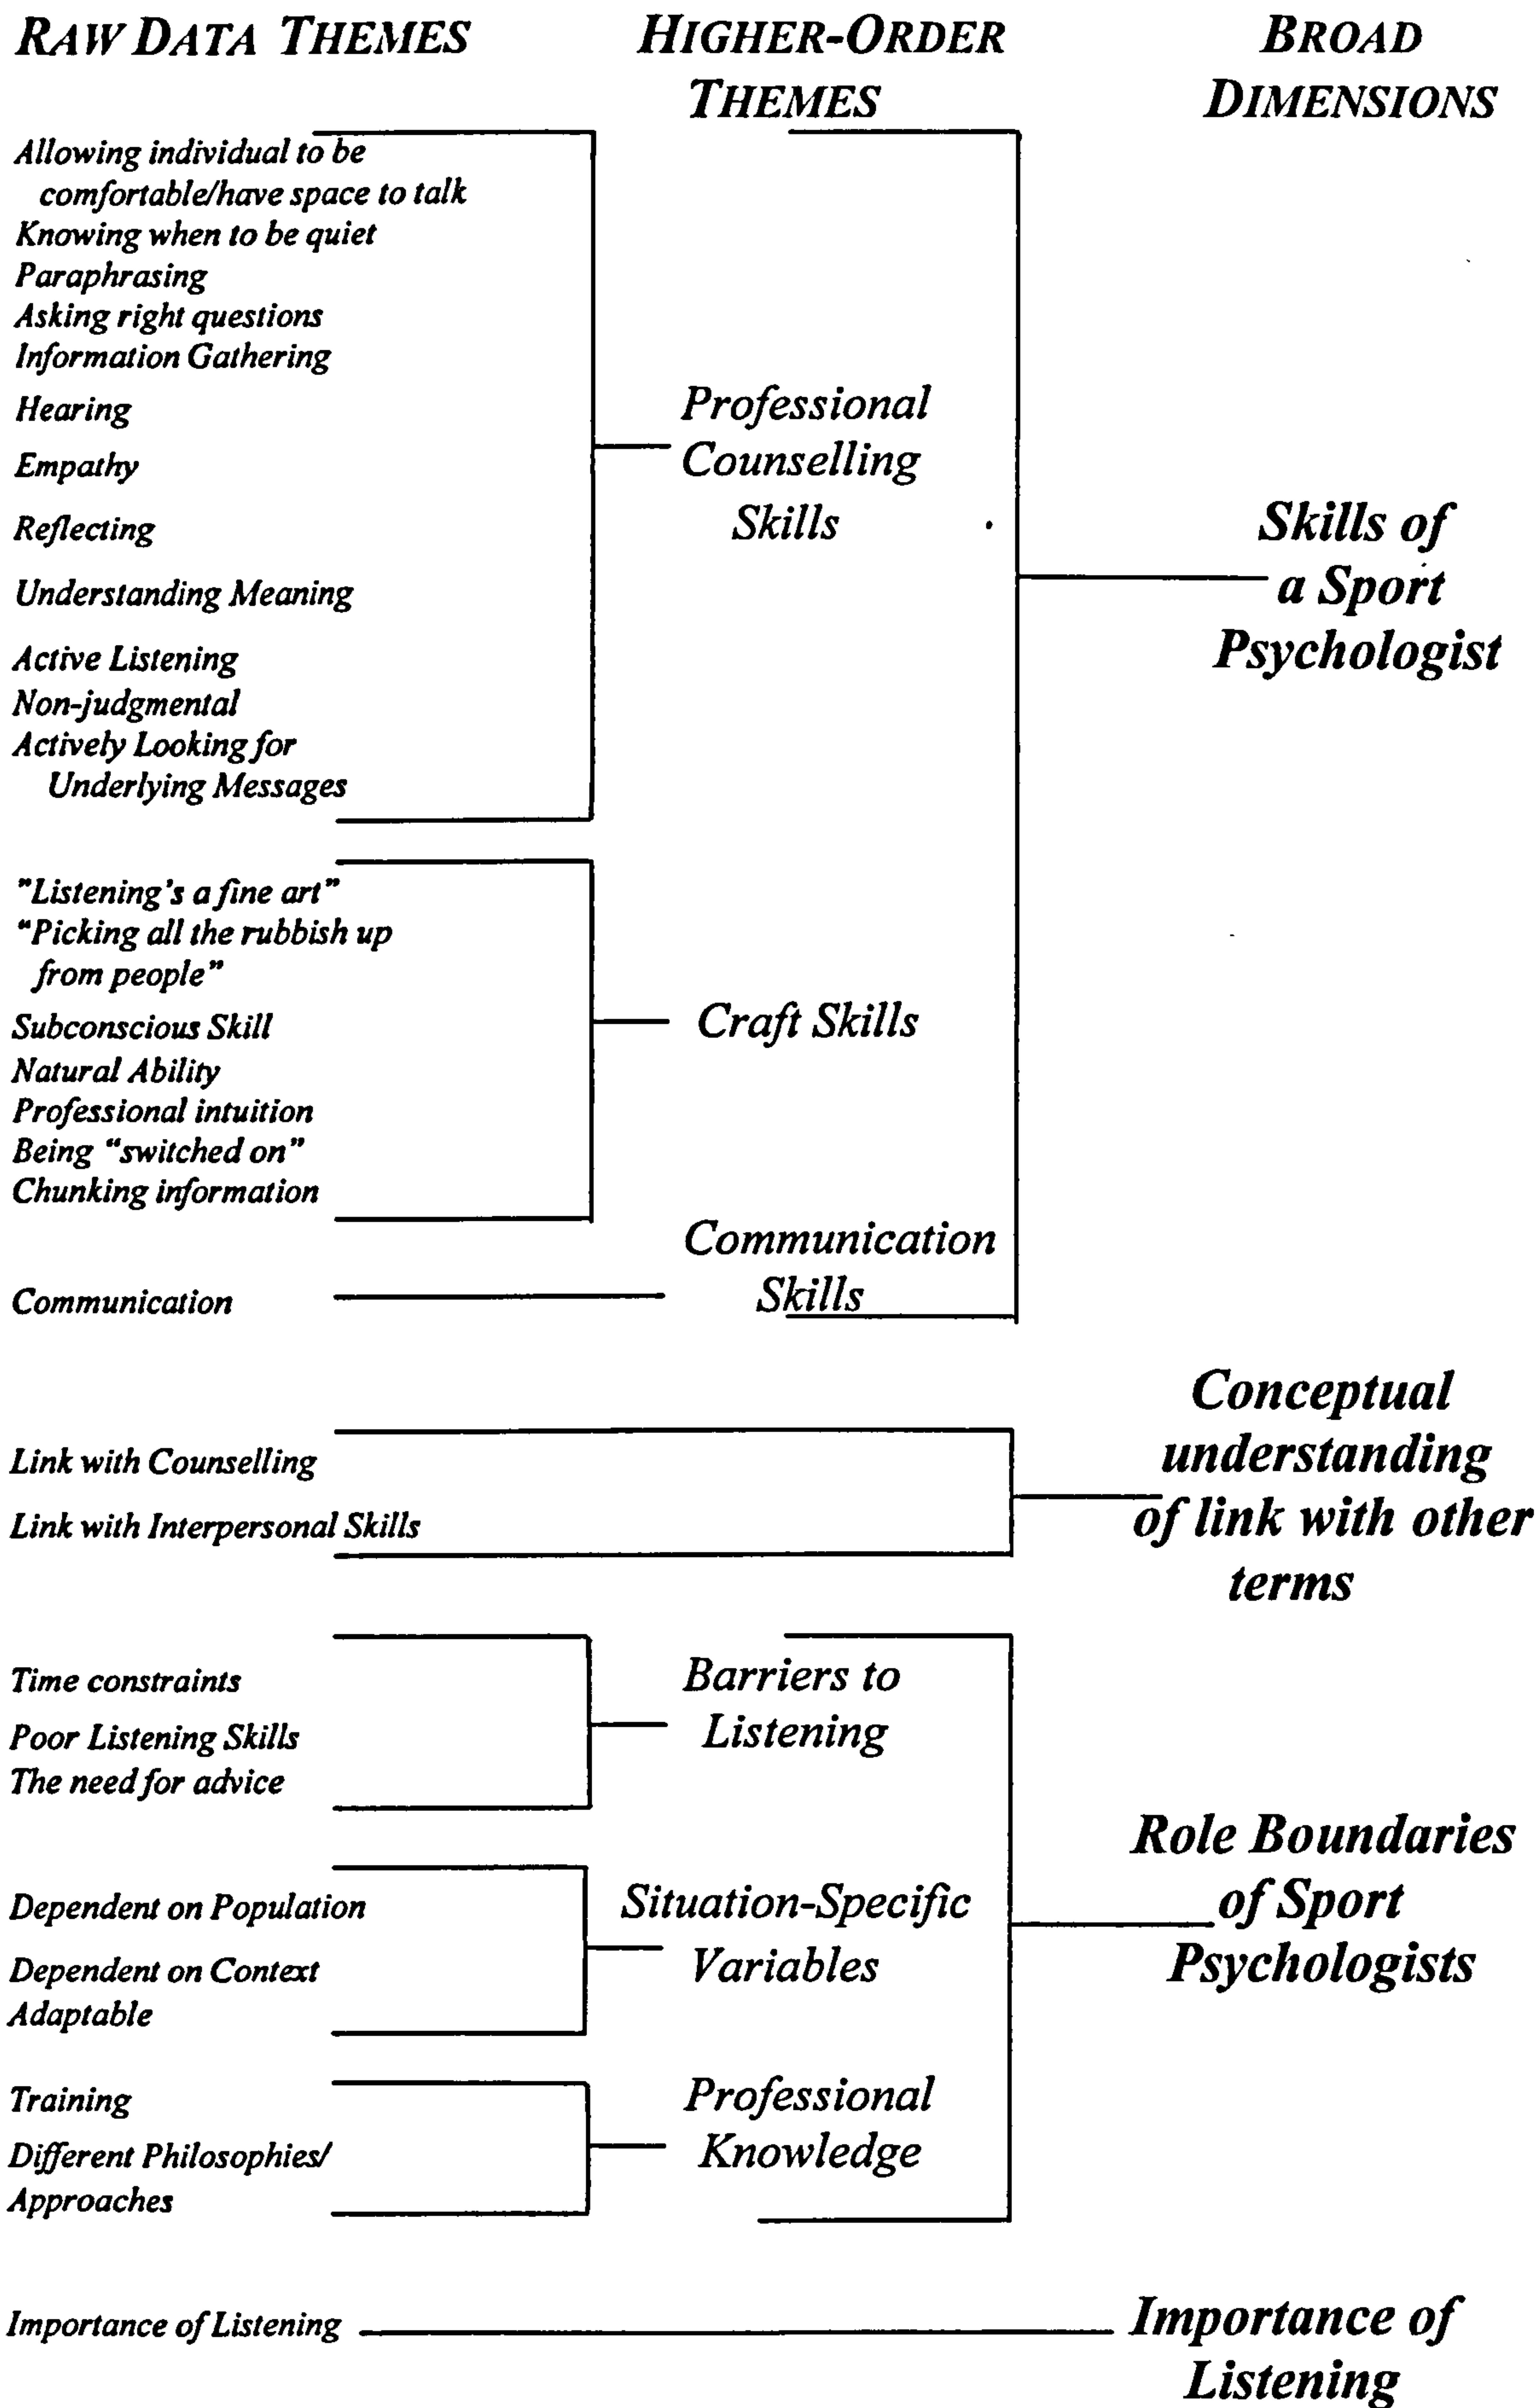 RAW DATA THEMES
HIGHER-ORDER
THEMES
BROAD
DIMENSIONS
Allowing individual to be
comfortable/have space to talk
Knowing when to be quiet
Paraphrasing
Asking right questions
Information Gathering
Hearing
Empathy
Reflecting
Understanding Meaning
Active Listening
Non-judgmental
Actively Looking for
Underlying Messages
Professional
Counselling
Skills
"Listening's a fine art"
"Picking all the rubbish up
from people"
Subconscious Skill
Natural Ability
Professional intuition
Being "switched on"
Chunking information
Craft Skills
Communication
Communication
Skills
Skills of
a Sport
Psychologist
Link with Counselling
Link with Interpersonal Skills
Conceptual
understanding
of link with other
terms
Time constraints
Poor Listening Skills
The need for advice
Barriers to
Listening
Dependent on Population
Dependent on Context
Adaptable
Situation-Specific
Variables
Training
Different Philosophies/
Approaches
Professional
Knowledge
Role Boundaries
of Sport
Psychologists
Importance of Listening
Importance of
Listening